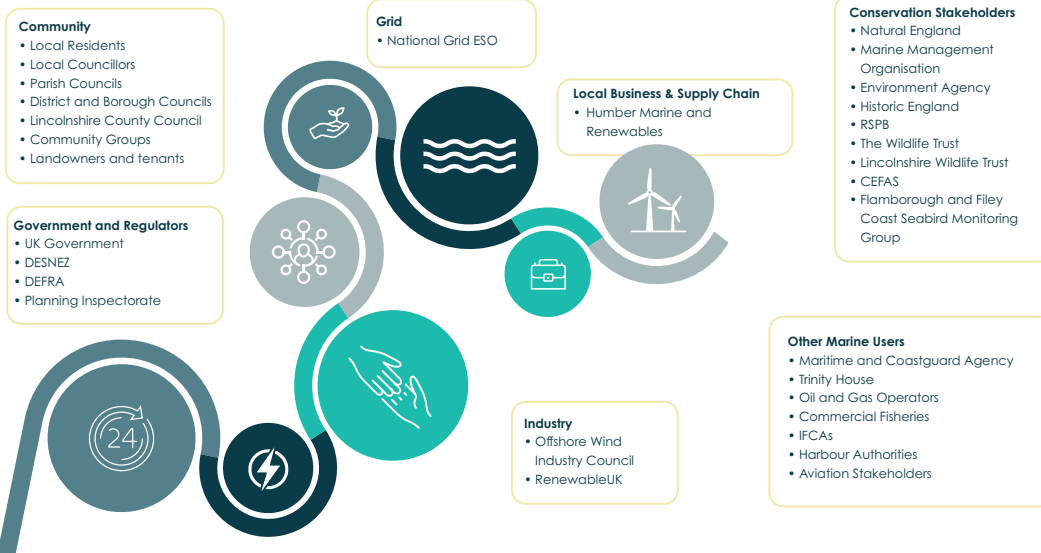 Community
• Local Residents
• Local Councillors
• Parish Councils
• District and Borough Councils
• Lincolnshire County Council
• Community Groups
• Landowners and tenants
Government and Regulators
• UK Government
• DESNEZ
• DEFRA
• Planning Inspectorate
Grid
• National Grid ESO
Local Business & Supply Chain
• Humber Marine and
Renewables
Conservation Stakeholders
• Natural England
• Marine Management
Organisation
• Environment Agency
• Historic England
• RSPB
• The Wildlife Trust
• Lincolnshire Wildlife Trust
• CEFAS
• Flamborough and Filey
Coast Seabird Monitoring
Group
Other Marine Users
• Maritime and Coastguard Agency
• Trinity House
• Oil and Gas Operators
• Commercial Fisheries
• IFCAs
• Harbour Authorities
• Aviation Stakeholders
Industry
• Offshore Wind
Industry Council
• RenewableUK
24